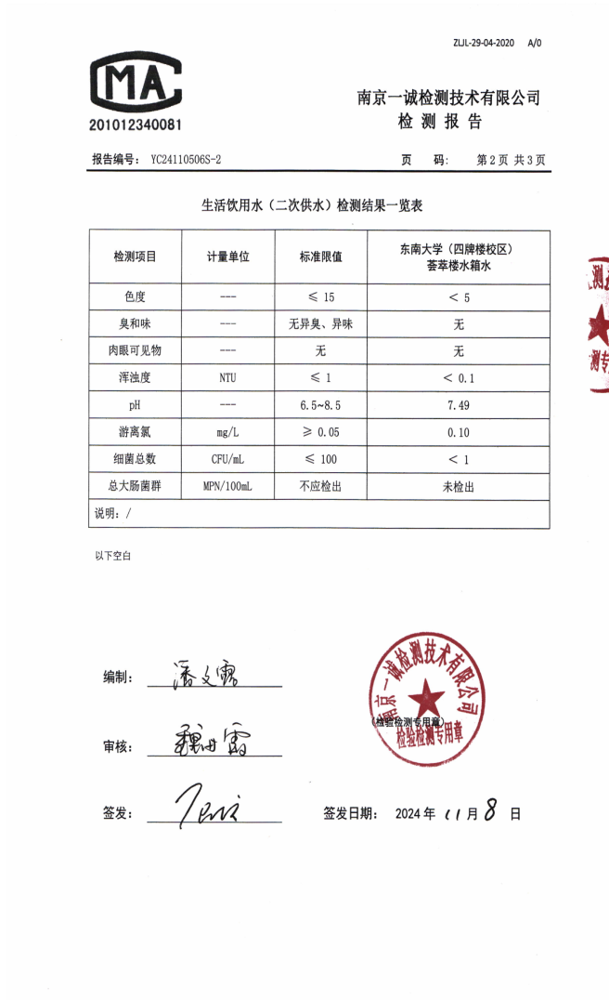 ZLJL-29-04-2020 A/0
MA
201012340081
南京一诚检测技术有限公司
检 测 报 告
报告编号： YC24110506S-2 页 码: 第 2 页 共 3 页
生活饮用水（二次供水）检测结果一览表
检测项目 计量单位 标准限值 东南大学（四牌楼校区）
荟萃楼水箱水
色度 --- ≤ 15 < 5
臭和味 --- 无异臭、异味 无
肉眼可见物 --- 无 无
浑浊度 NTU ≤ 1 < 0.1
pH --- 6.5~8.5 7.49
游离氯 mg/L ≥ 0.05 0.10
细菌总数 CFU/mL ≤ 100 < 1
总大肠菌群 MPN/100mL 不应检出 未检出
说明：/
以下空白
编制： 潘文霞
南京一诚检测技术有限公司
（检验检测专用章）
检验检测专用章
审核：
签发： 签发日期： 2024 年 11 月 8 日
测
测专